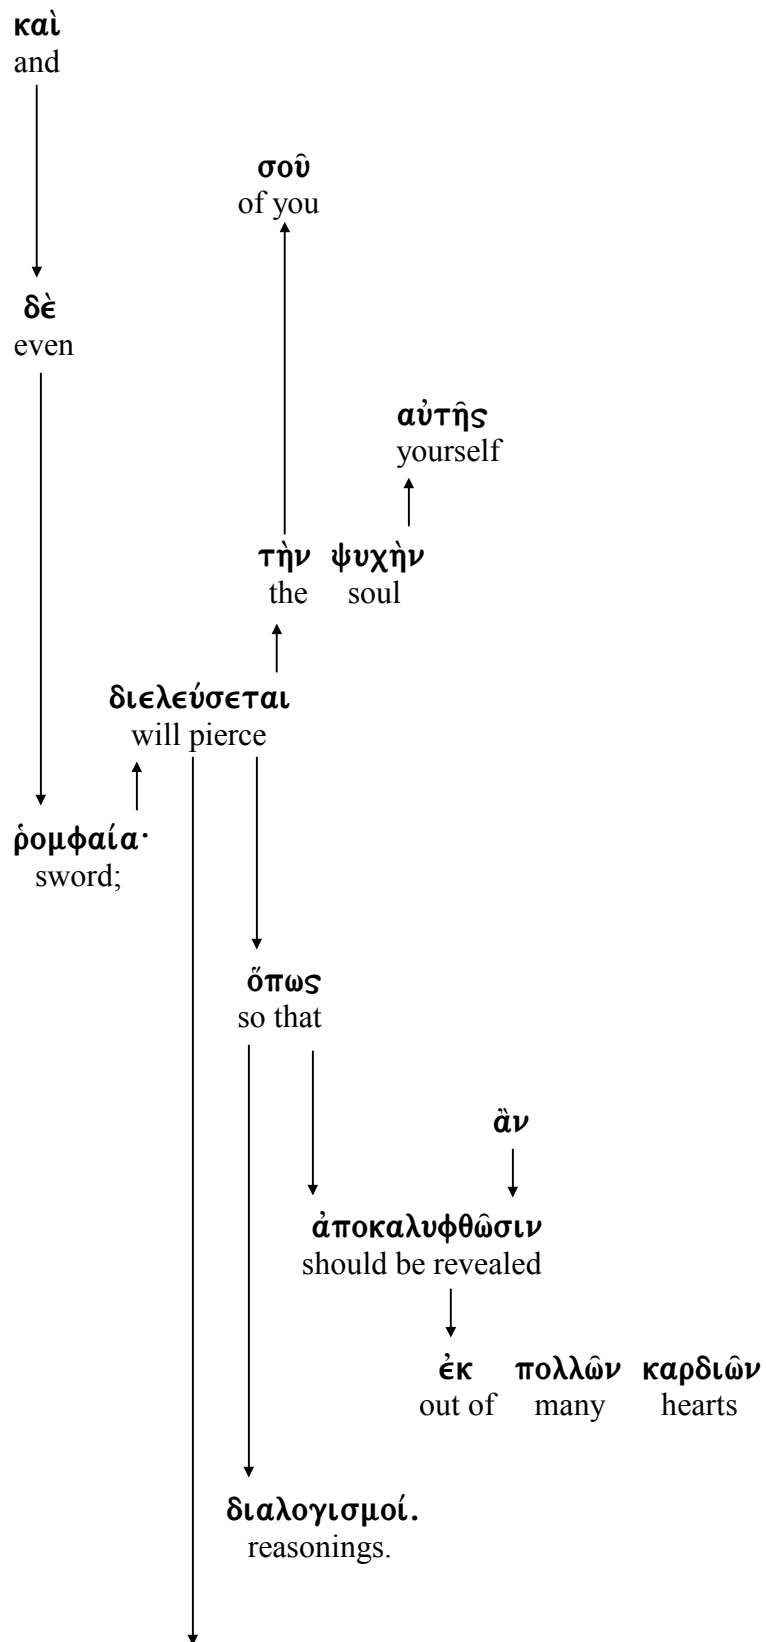 καὶ
and
σοῦ
of you
δὲ
even
αὐτῆς
yourself
τὴν ψυχὴν
the soul
διελεύσεται
will pierce
ῥομφαία·
sword;
ὅπως
so that
ἂν
ἀποκαλυφθῶσιν
should be revealed
ἐκ πολλῶν καρδιῶν
out of many hearts
διαλογισμοί.
reasonings.